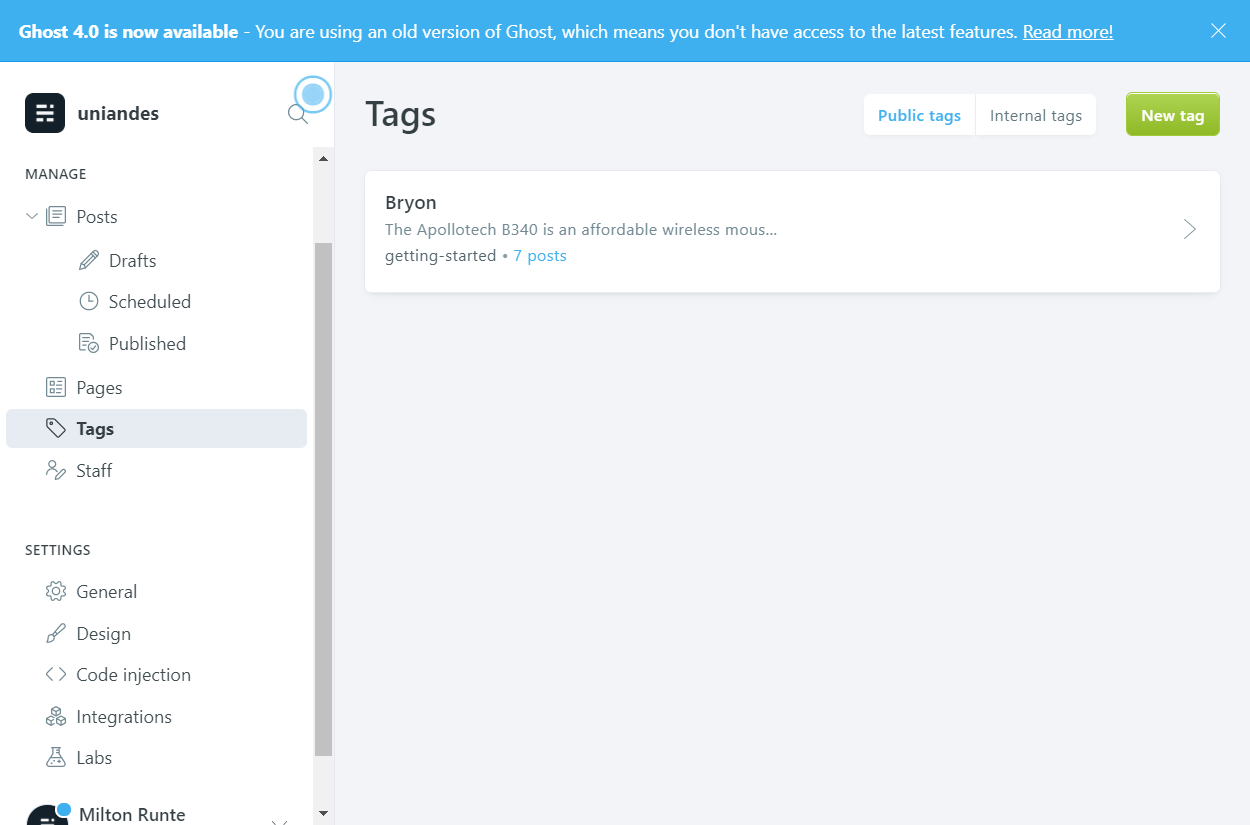 Ghost 4.0 is now available - You are using an old version of Ghost, which means you don't have access to the latest features. Read more!
uniandes
MANAGE
Posts
Drafts
Scheduled
Published
Pages
Tags
Staff
SETTINGS
General
Design
Code injection
Integrations
Labs
Milton Runte
Tags
Public tags
Internal tags
New tag
Bryon
The Apollotech B340 is an affordable wireless mous...
getting-started • 7 posts